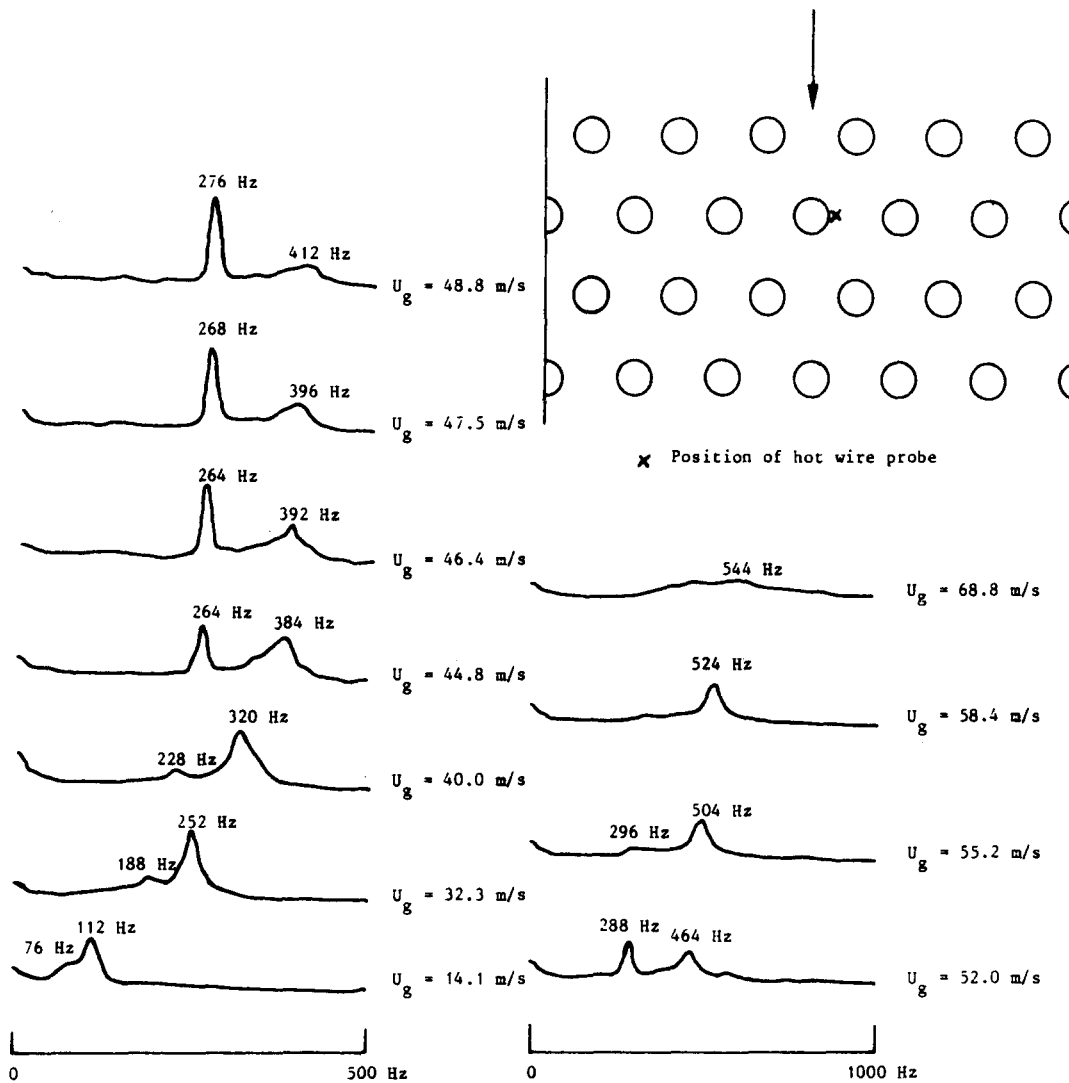 276 Hz
412 Hz
U_g = 48.8 m/s
268 Hz
396 Hz
U_g = 47.5 m/s
264 Hz
392 Hz
U_g = 46.4 m/s
264 Hz
384 Hz
U_g = 44.8 m/s
320 Hz
228 Hz
U_g = 40.0 m/s
252 Hz
188 Hz
U_g = 32.3 m/s
112 Hz
76 Hz
U_g = 14.1 m/s
0
500 Hz
x Position of hot wire probe
544 Hz
U_g = 68.8 m/s
524 Hz
U_g = 58.4 m/s
504 Hz
296 Hz
U_g = 55.2 m/s
288 Hz
464 Hz
U_g = 52.0 m/s
0
1000 Hz